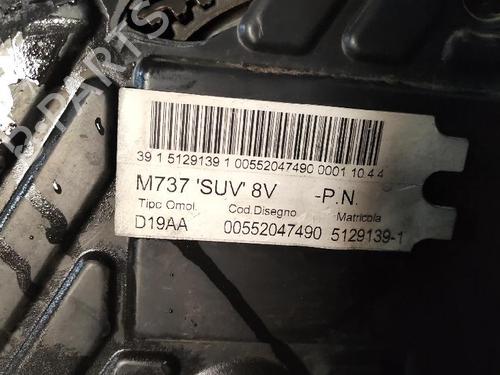 B-PARTS
39 1 5129139 1 00552047490 0001 10 4 4
M737 'SUV' 8V -P.N.
Tipo Omol. Cod.Disegno Matricola
D19AA 00552047490 5129139-1